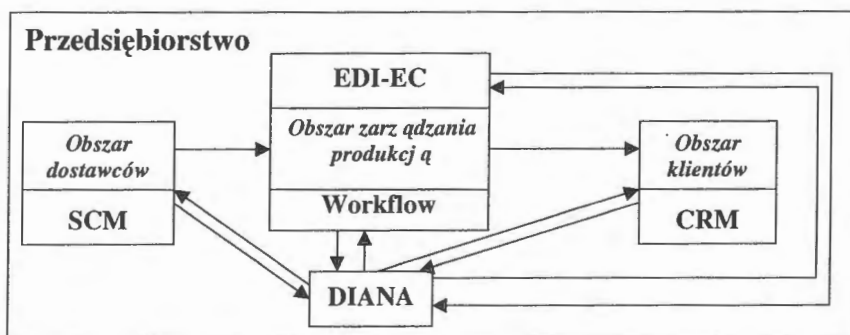 Przedsiębiorstwo
EDI-EC
Obszar zarz ądzania
produkcj ą
Workflow
Obszar
dostawców
SCM
Obszar
klientów
CRM
DIANA